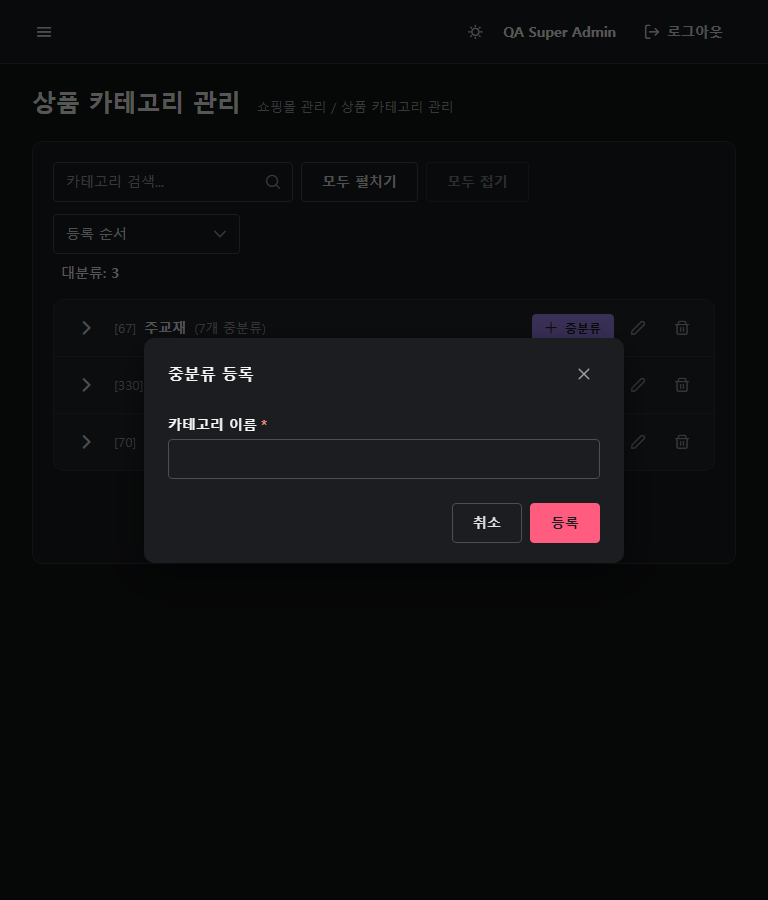 QA Super Admin
로그아웃
상품 카테고리 관리
쇼핑몰 관리 / 상품 카테고리 관리
카테고리 검색...
모두 펼치기
모두 접기
등록 순서
대분류: 3
[67] 주교재 (7개 중분류)
+ 중분류
[330]
[70]
중분류 등록
카테고리 이름 *
취소
등록